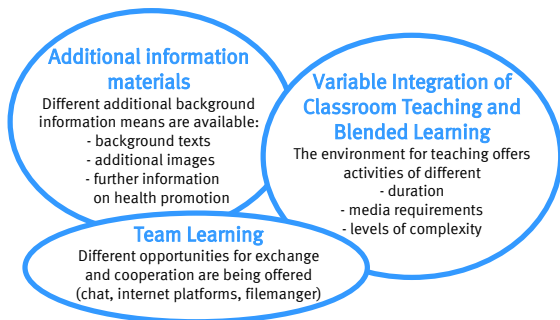 Additional information
materials
Different additional background
information means are available:
- background texts
- additional images
- further information
on health promotion
Variable Integration of
Classroom Teaching and
Blended Learning
The environment for teaching offers
activities of different
- duration
- media requirements
- levels of complexity
Team Learning
Different opportunities for exchange
and cooperation are being offered
(chat, internet platforms, filemanger)